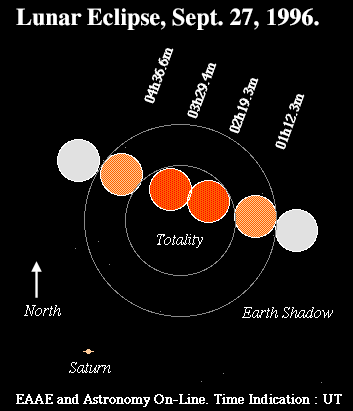 Lunar Eclipse, Sept. 27, 1996.
04h36.6m
03h29.4m
02h19.3m
01h12.3m
Totality
North
Earth Shadow
Saturn
EAAE and Astronomy On-Line. Time Indication : UT